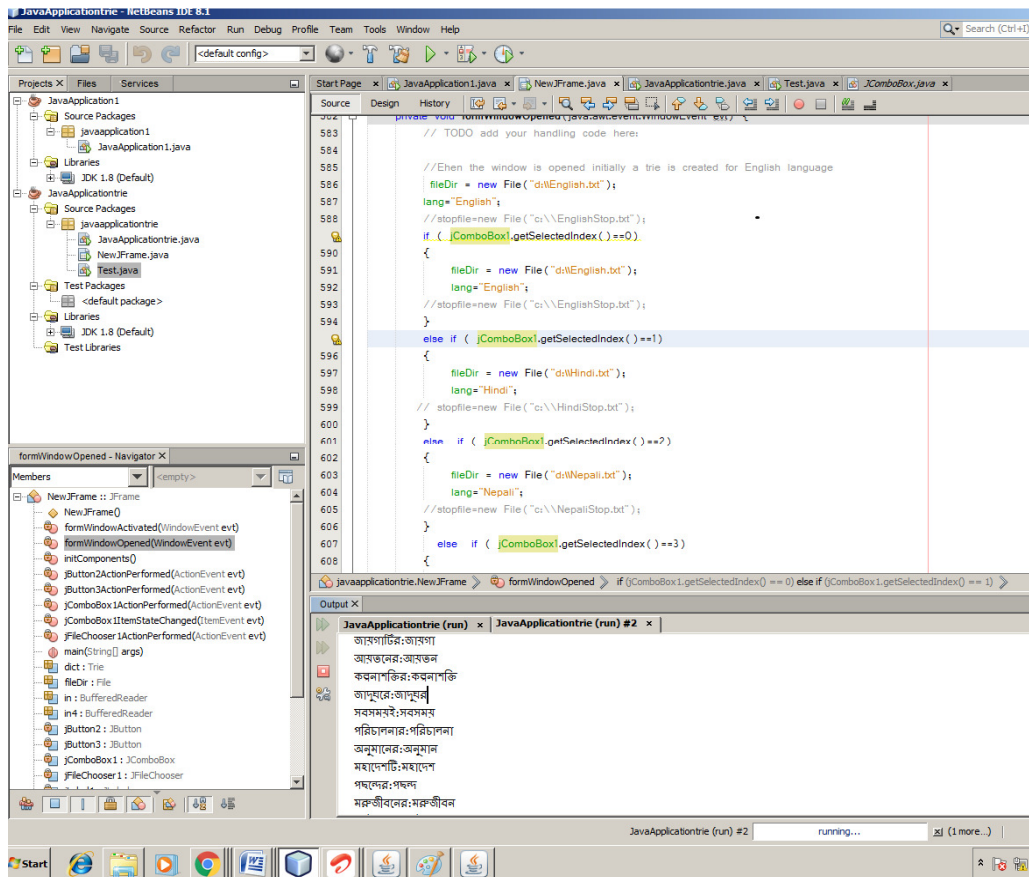 JavaApplicationtrie - NetBeans IDE 8.1
File Edit View Navigate Source Refactor Run Debug Profile Team Tools Window Help
Search (Ctrl+I)
<default config>
Projects Files Services
JavaApplication1
Source Packages
javaapplication1
JavaApplication1.java
Libraries
JDK 1.8 (Default)
JavaApplicationtrie
Source Packages
javaapplicationtrie
JavaApplicationtrie.java
NewJFrame.java
Test.java
Test Packages
<default package>
Libraries
JDK 1.8 (Default)
Test Libraries
formWindowOpened - Navigator
Members <empty>
NewJFrame :: JFrame
NewJFrame()
formWindowActivated(WindowEvent evt)
formWindowOpened(WindowEvent evt)
initComponents()
jButton2ActionPerformed(ActionEvent evt)
jButton3ActionPerformed(ActionEvent evt)
jComboBox1ActionPerformed(ActionEvent evt)
jComboBox1ItemStateChanged(ItemEvent evt)
jFileChooser1ActionPerformed(ActionEvent evt)
main(String[] args)
dict : Trie
fileDir : File
in : BufferedReader
in4 : BufferedReader
jButton2 : JButton
jButton3 : JButton
jComboBox1 : JComboBox
jFileChooser1 : JFileChooser
Start Page JavaApplication1.java NewJFrame.java JavaApplicationtrie.java Test.java JComboBox.java
Source Design History
582 private void formWindowOpened(java.awt.event.WindowEvent evt) {
583 // TODO add your handling code here:
584
585 //Ehen the window is opened initially a trie is created for English language
586 fileDir = new File("d:\\English.txt");
587 lang="English";
588 //stopfile=new File("c:\\EnglishStop.txt");
if ( jComboBox1.getSelectedIndex()==0)
590 {
591 fileDir = new File("d:\\English.txt");
592 lang="English";
593 //stopfile=new File("c:\\EnglishStop.txt");
594 }
else if ( jComboBox1.getSelectedIndex()==1)
596 {
597 fileDir = new File("d:\\Hindi.txt");
598 lang="Hindi";
599 // stopfile=new File("c:\\HindiStop.txt");
600 }
601 else if ( jComboBox1.getSelectedIndex()==2)
602 {
603 fileDir = new File("d:\\Nepali.txt");
604 lang="Nepali";
605 //stopfile=new File("c:\\NepaliStop.txt");
606 }
607 else if ( jComboBox1.getSelectedIndex()==3)
608 {
javaapplicationtrie.NewJFrame formWindowOpened if (jComboBox1.getSelectedIndex() == 0) else if (jComboBox1.getSelectedIndex() == 1)
Output
JavaApplicationtrie (run) JavaApplicationtrie (run) #2
জায়গাটির:জায়গা
আয়তনের:আয়তন
কল্পনাশক্তির:কল্পনাশক্তি
জাদুঘরে:জাদুঘর
সবসময়ই:সবসময়
পরিচালনার:পরিচালনা
অনুমানের:অনুমান
মহাদেশটি:মহাদেশ
পছন্দের:পছন্দ
মরুজীবনের:মরুজীবন
JavaApplicationtrie (run) #2 running... (1 more...)
Start